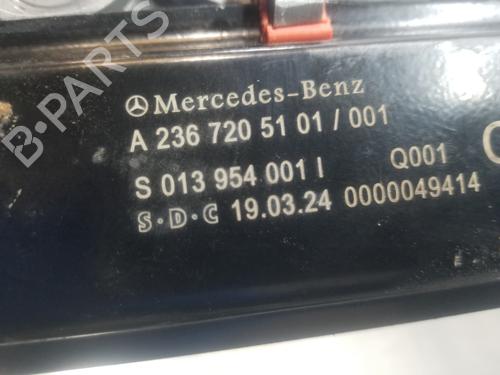 Mercedes-Benz
A 236 720 51 01 / 001
S 013 954 001 I Q001
S·D·C 19.03.24 0000049414
B-PARTS